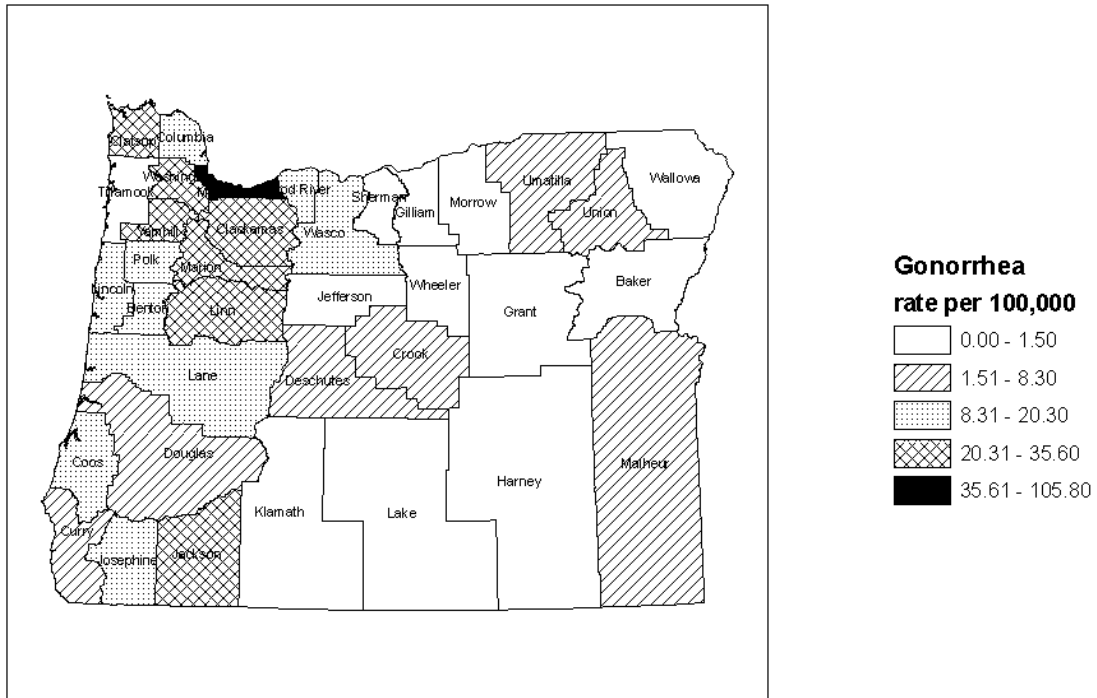 Clatsop
Columbia
Tillamook
Hood River
Sherman
Gilliam
Morrow
Umatilla
Wallowa
Union
Yamhill
Clackamas
Wasco
Polk
Marion
Lincoln
Benton
Linn
Jefferson
Wheeler
Grant
Baker
Lane
Deschutes
Crook
Coos
Douglas
Klamath
Lake
Harney
Malheur
Curry
Josephine
Jackson
Gonorrhea
rate per 100,000
0.00 - 1.50
1.51 - 8.30
8.31 - 20.30
20.31 - 35.60
35.61 - 105.80